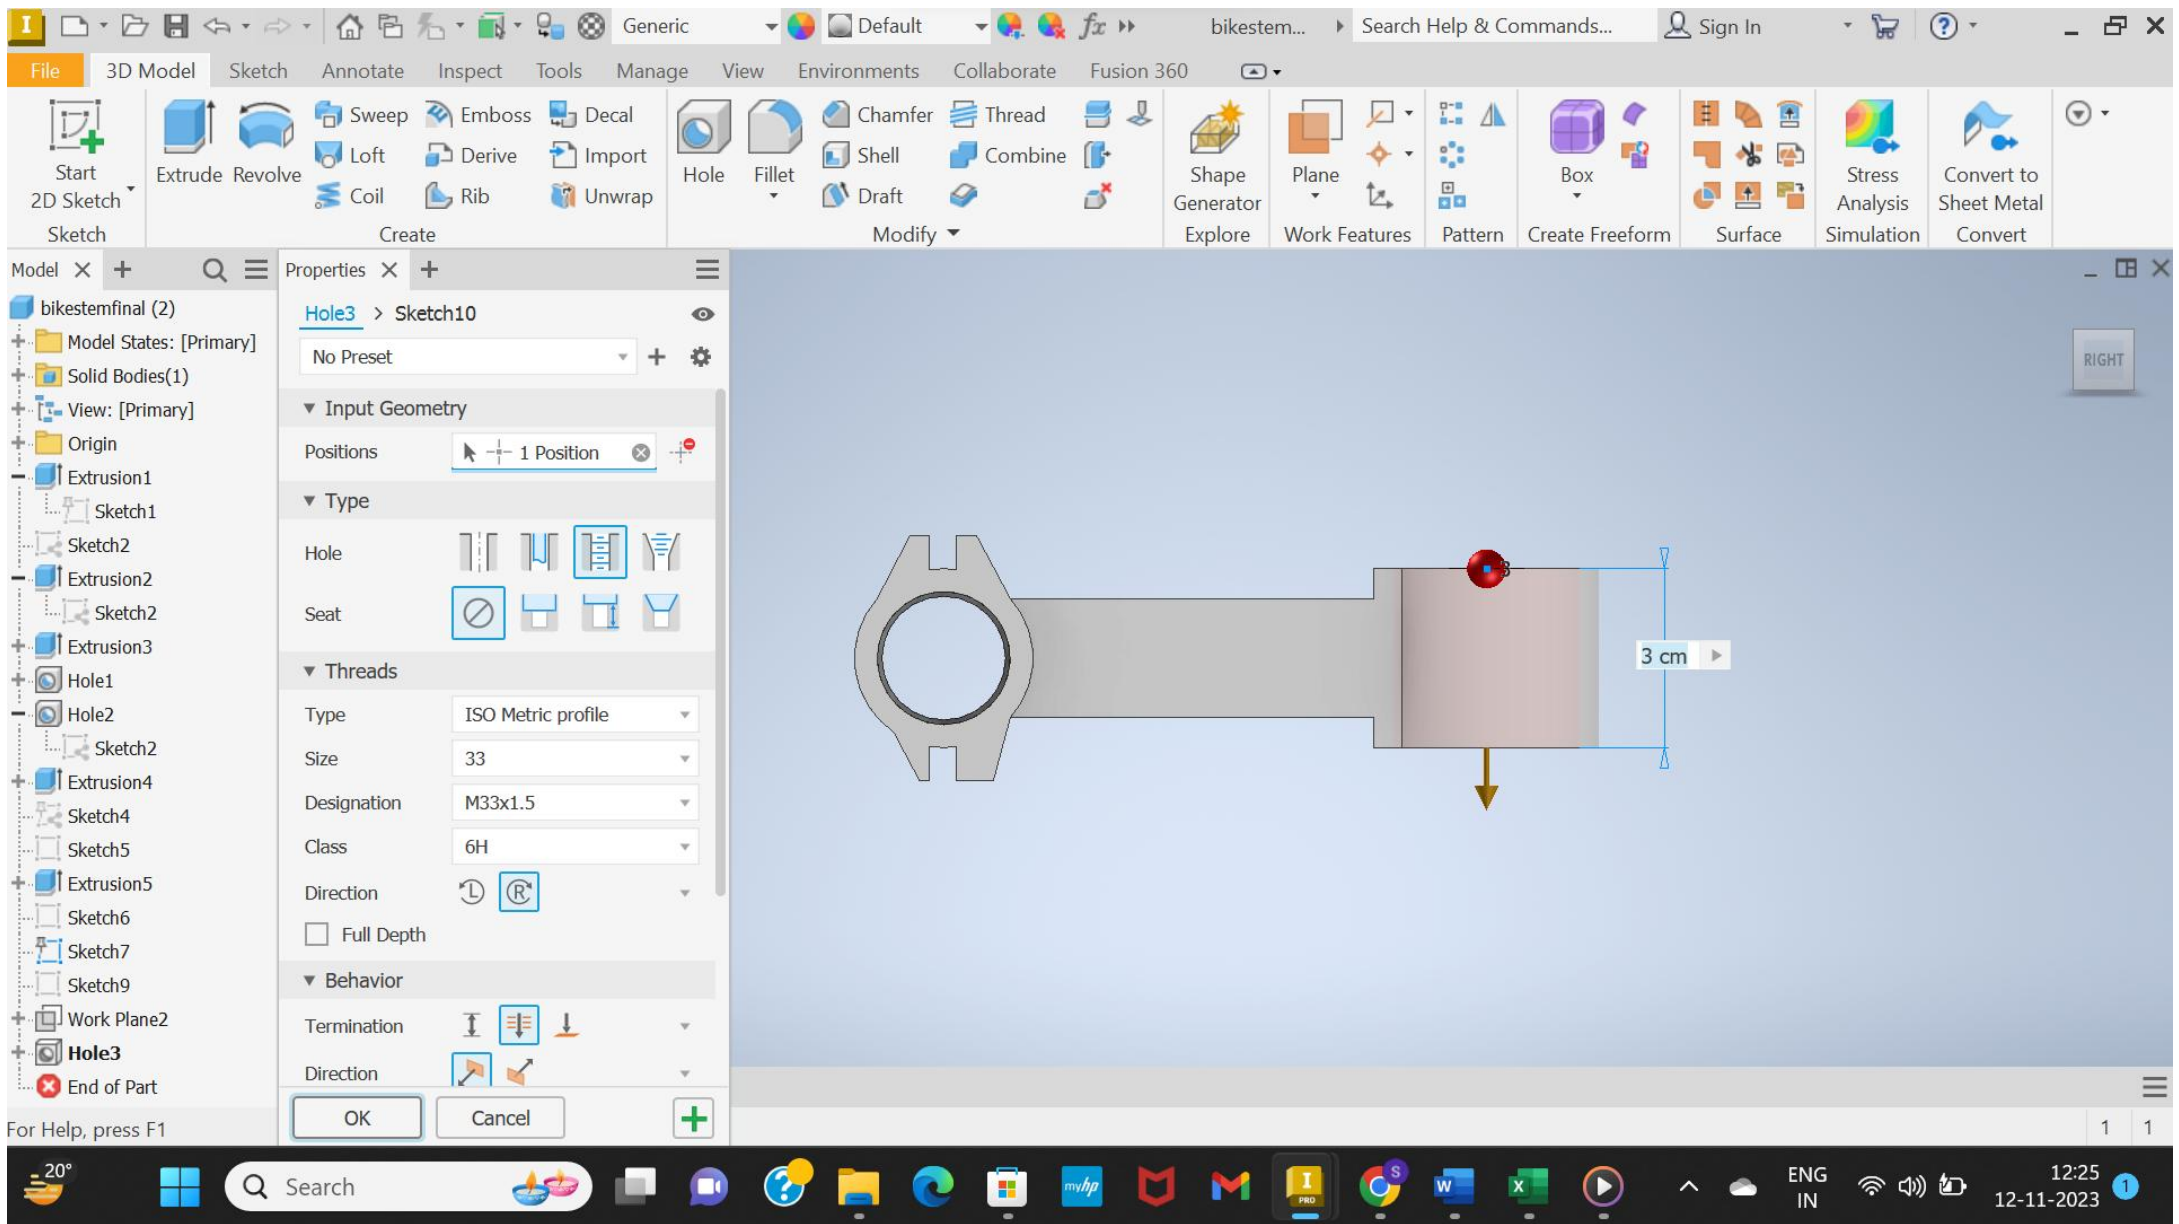 I PRO Generic Default fx bikestem... Search Help & Commands... Sign In
File 3D Model Sketch Annotate Inspect Tools Manage View Environments Collaborate Fusion 360
Start
2D Sketch
Extrude Revolve
Sweep Emboss Decal
Loft Derive Import
Coil Rib Unwrap
Hole Fillet
Chamfer Thread
Shell Combine
Draft
Shape
Generator
Plane
Box
Stress
Analysis
Convert to
Sheet Metal
Sketch Create Modify Explore Work Features Pattern Create Freeform Surface Simulation Convert
Model
bikestemfinal (2)
Model States: [Primary]
Solid Bodies(1)
View: [Primary]
Origin
Extrusion1
Sketch1
Sketch2
Extrusion2
Sketch2
Extrusion3
Hole1
Hole2
Sketch2
Extrusion4
Sketch4
Sketch5
Extrusion5
Sketch6
Sketch7
Sketch9
Work Plane2
Hole3
End of Part
For Help, press F1
Properties
Hole3 > Sketch10
No Preset
Input Geometry
Positions 1 Position
Type
Hole
Seat
Threads
Type ISO Metric profile
Size 33
Designation M33x1.5
Class 6H
Direction L R
Full Depth
Behavior
Termination
Direction
OK Cancel
RIGHT
3 cm
1 1
20°
Search
myhp
I
PRO
S
W
X
ENG
IN
12:25
12-11-2023
1